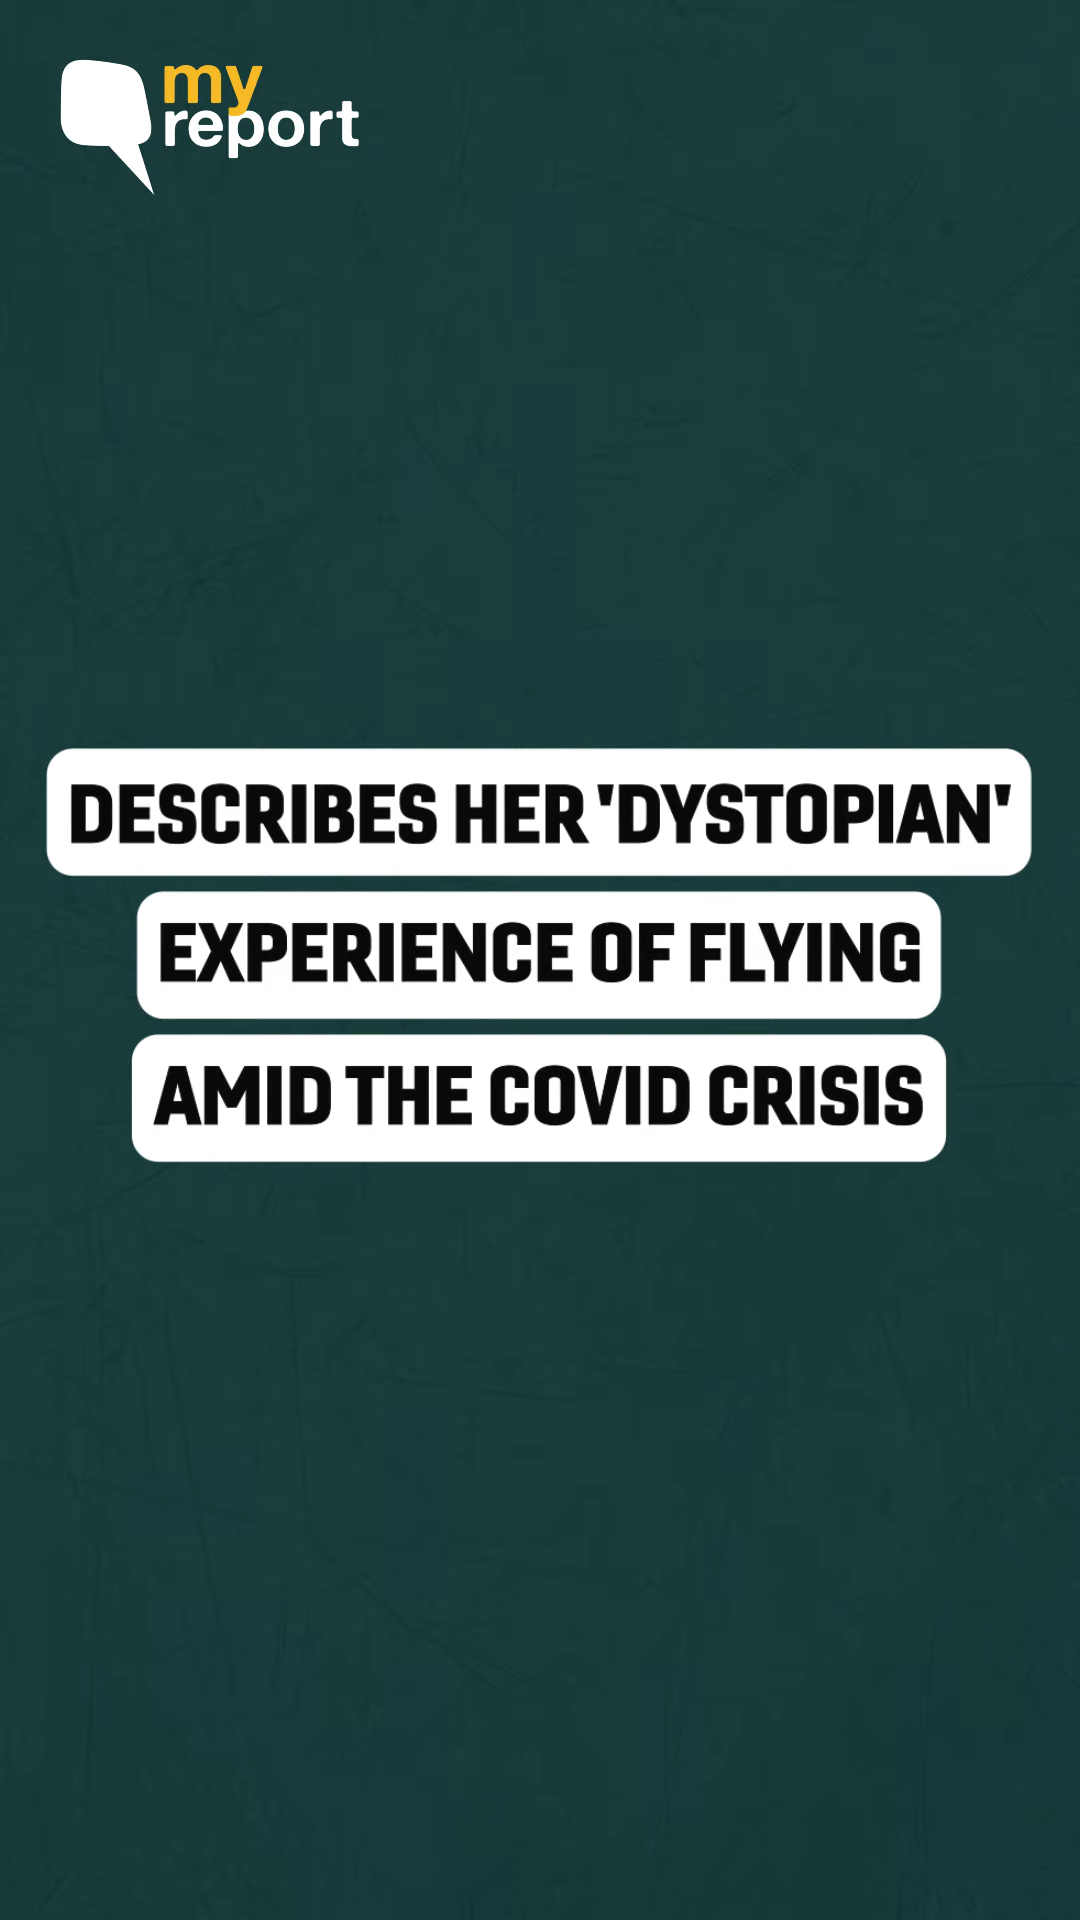 my
report
DESCRIBES HER 'DYSTOPIAN'
EXPERIENCE OF FLYING
AMID THE COVID CRISIS